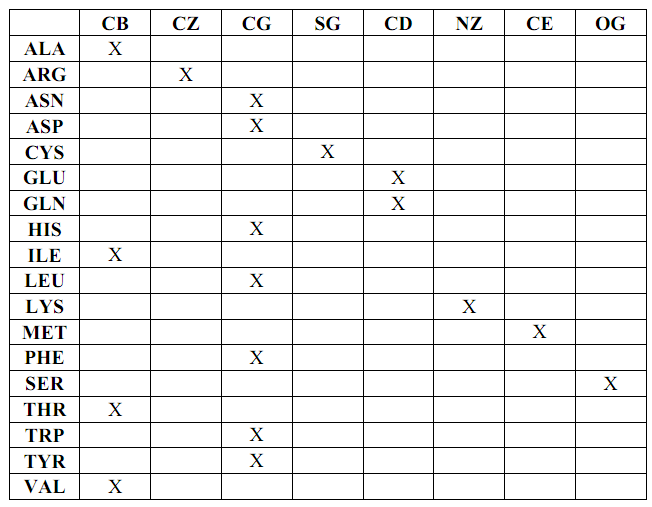 CB CZ CG SG CD NZ CE OG
ALA X
ARG X
ASN X
ASP X
CYS X
GLU X
GLN X
HIS X
ILE X
LEU X
LYS X
MET X
PHE X
SER X
THR X
TRP X
TYR X
VAL X